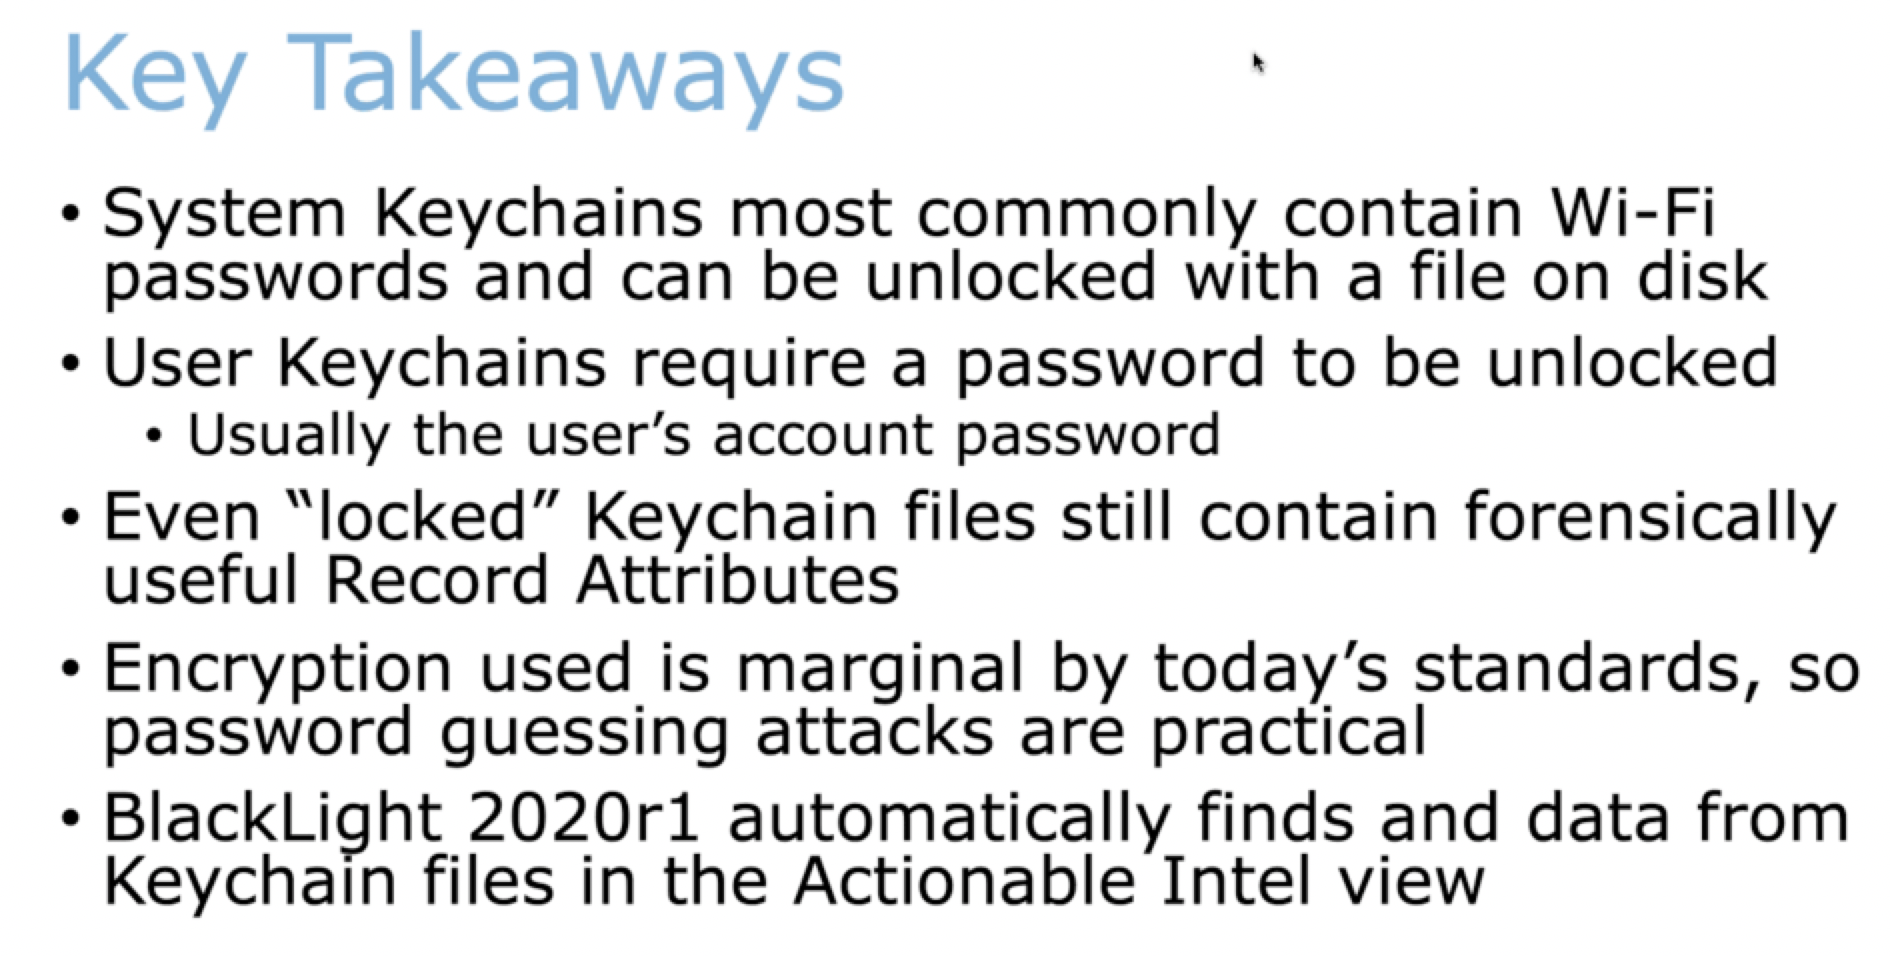 Key Takeaways
• System Keychains most commonly contain Wi-Fi
passwords and can be unlocked with a file on disk
• User Keychains require a password to be unlocked
• Usually the user’s account password
• Even “locked” Keychain files still contain forensically
useful Record Attributes
• Encryption used is marginal by today’s standards, so
password guessing attacks are practical
• BlackLight 2020r1 automatically finds and data from
Keychain files in the Actionable Intel view